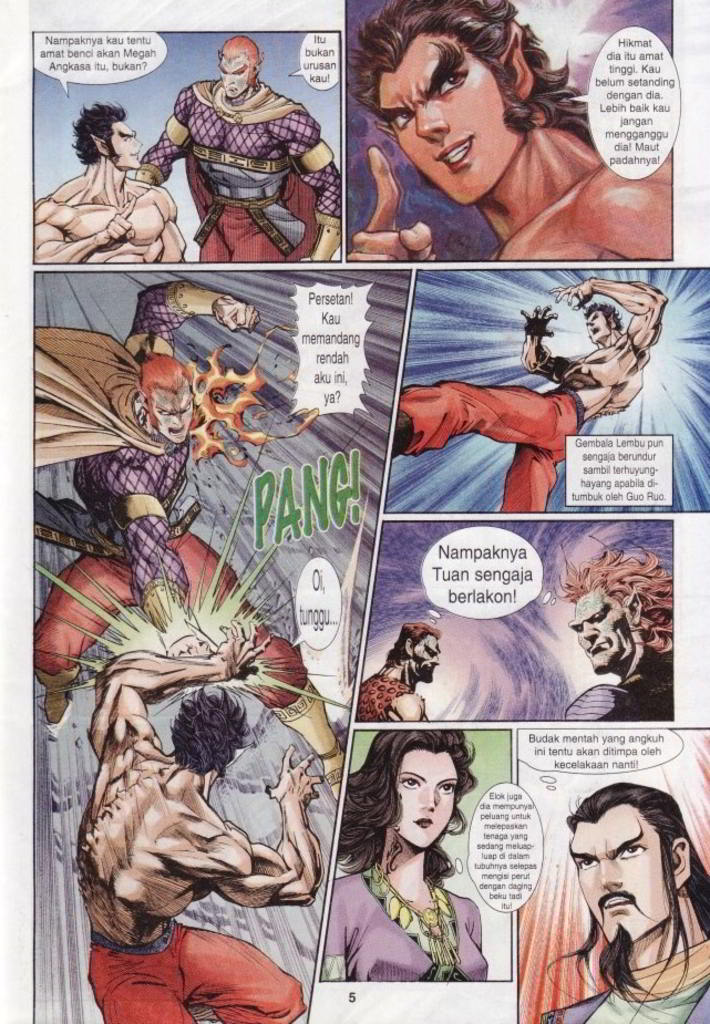 Nampaknya kau tentu
amat benci akan Megah
Angkasa itu, bukan?
Itu
bukan
urusan
kau!
Hikmat
dia itu amat
tinggi. Kau
belum setanding
dengan dia.
Lebih baik kau
jangan
mengganggu
dia! Maut
padahnya!
Persetan!
Kau
memandang
rendah
aku ini,
ya?
PANG!
Oi,
tunggu...
Gembala Lembu pun
sengaja berundur
sambil terhuyung-
hayang apabila di-
tumbuk oleh Guo Ruo.
Nampaknya
Tuan sengaja
berlakon!
Elok juga
dia mempunyai
peluang untuk
melepaskan
tenaga yang
sedang meluap-
luap di dalam
tubuhnya selepas
mengisi perut
dengan daging
beku tadi
itu!
Budak mentah yang angkuh
ini tentu akan ditimpa oleh
kecelakaan nanti!
5